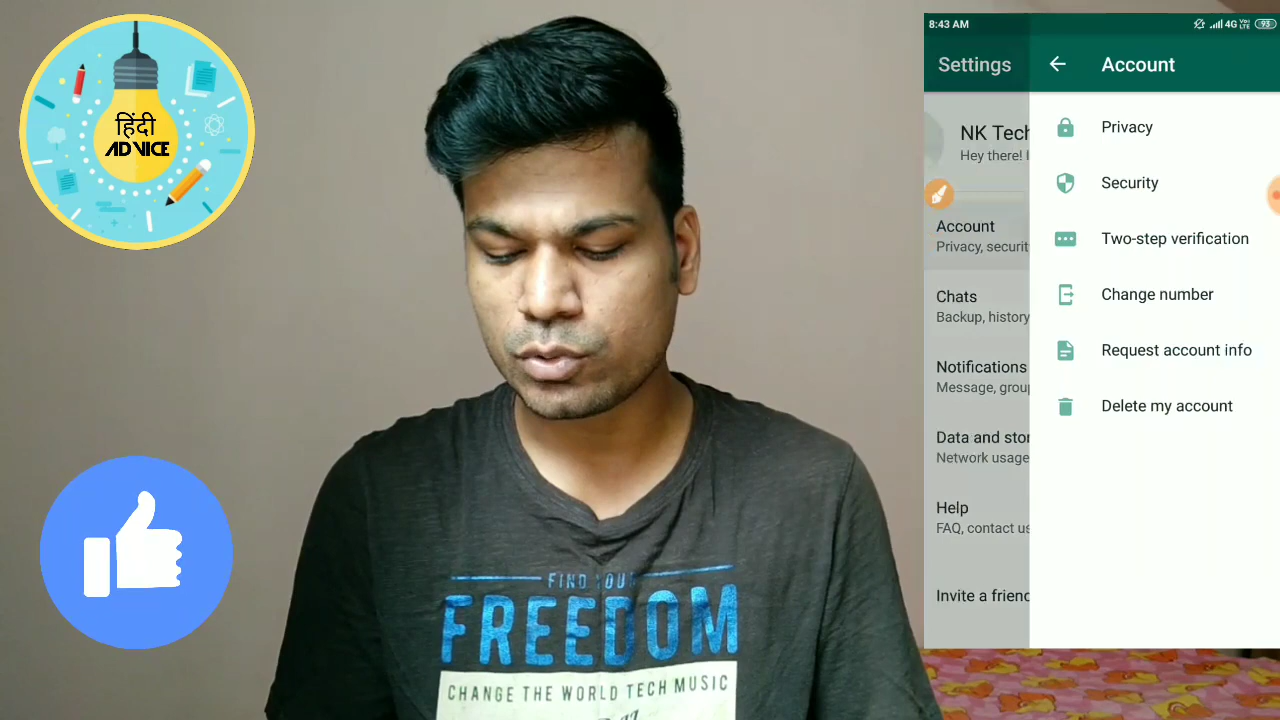 हिंदी
ADVICE
8:43 AM
4G
93
Settings
Account
NK Tech
Hey there! I
Account
Privacy, securit
Chats
Backup, history
Notifications
Message, grou
Data and stor
Network usage
Help
FAQ, contact us
Invite a friend
Privacy
Security
Two-step verification
Change number
Request account info
Delete my account
FIND YOUR
FREEDOM
CHANGE THE WORLD TECH MUSIC